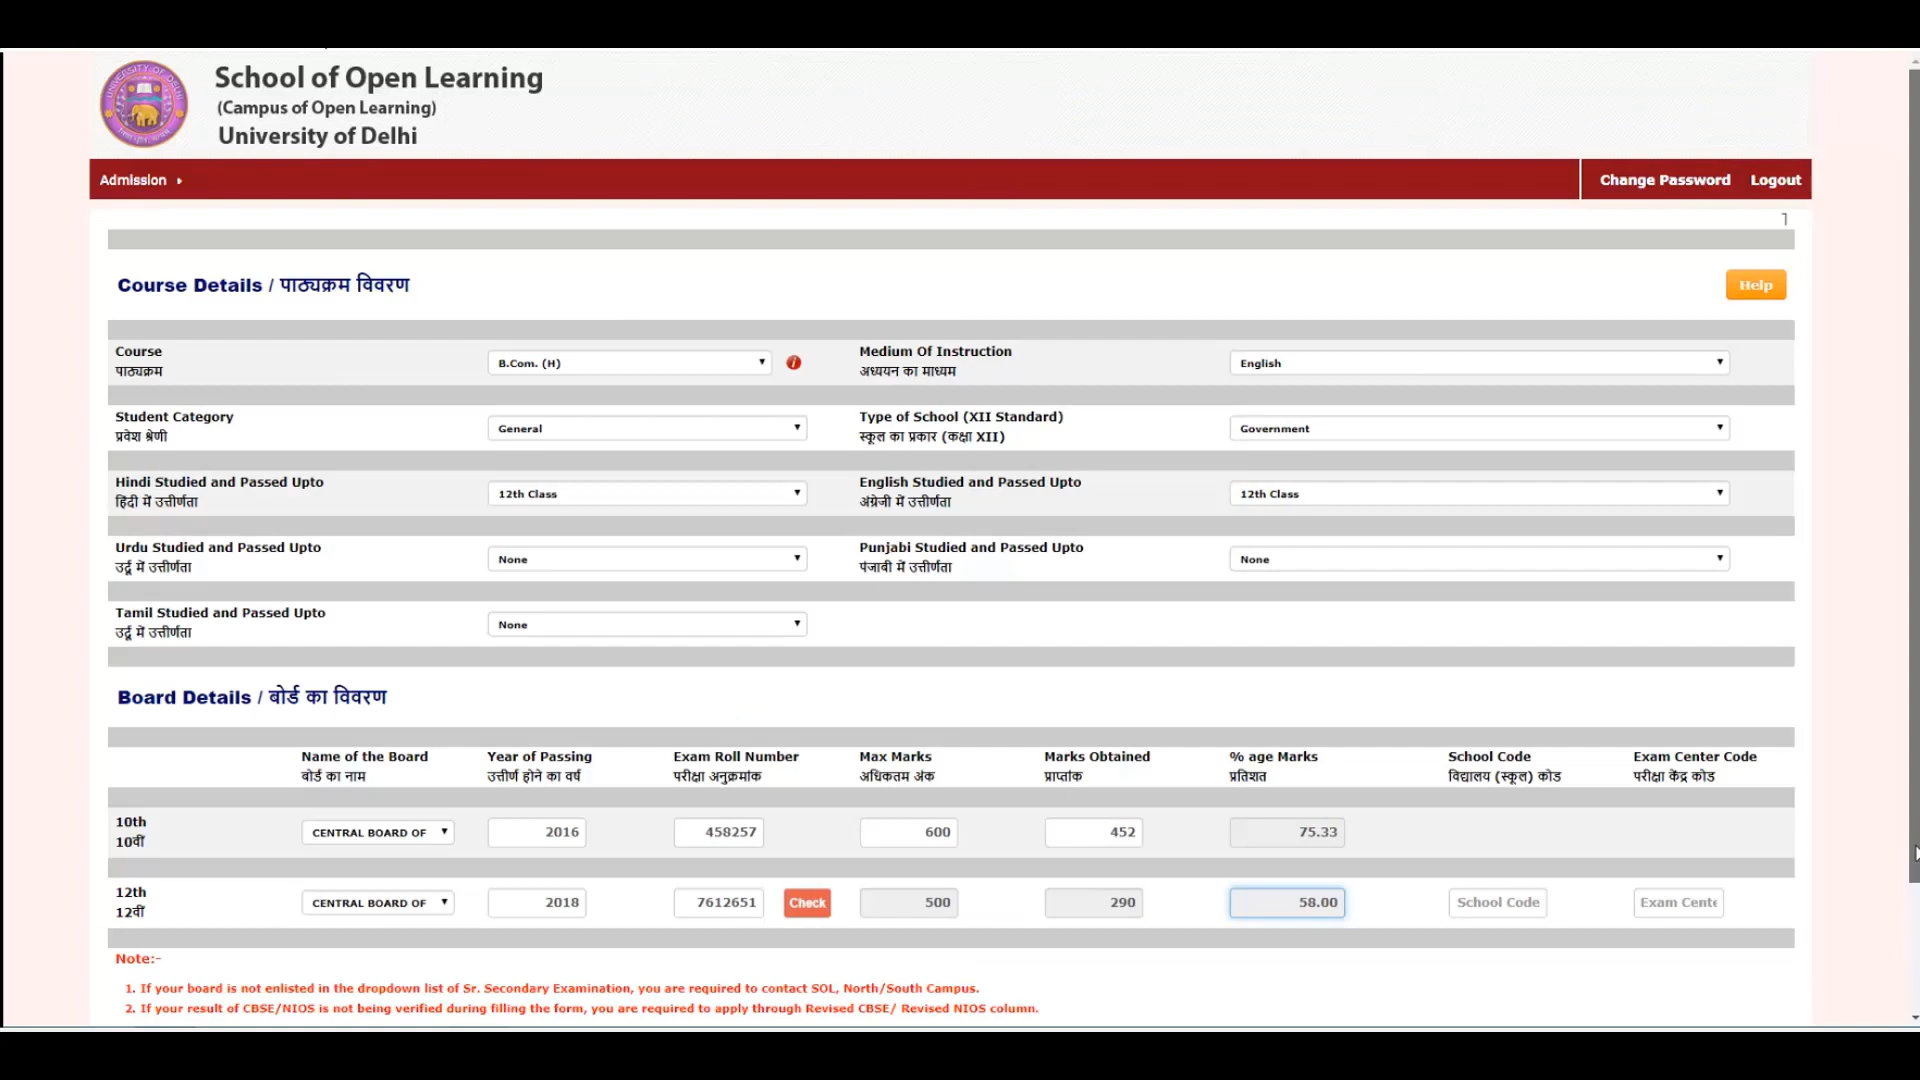 School of Open Learning
(Campus of Open Learning)
University of Delhi
Admission
Change Password
Logout
1
Course Details / पाठ्यक्रम विवरण
Help
Course
पाठ्यक्रम
B.Com. (H)
Medium Of Instruction
अध्ययन का माध्यम
English
Student Category
प्रवेश श्रेणी
General
Type of School (XII Standard)
स्कूल का प्रकार (कक्षा XII)
Government
Hindi Studied and Passed Upto
हिंदी में उत्तीर्णता
12th Class
English Studied and Passed Upto
अंग्रेजी में उत्तीर्णता
12th Class
Urdu Studied and Passed Upto
उर्दू में उत्तीर्णता
None
Punjabi Studied and Passed Upto
पंजाबी में उत्तीर्णता
None
Tamil Studied and Passed Upto
उर्दू में उत्तीर्णता
None
Board Details / बोर्ड का विवरण
Name of the Board
बोर्ड का नाम
Year of Passing
उत्तीर्ण होने का वर्ष
Exam Roll Number
परीक्षा अनुक्रमांक
Max Marks
अधिकतम अंक
Marks Obtained
प्राप्तांक
% age Marks
प्रतिशत
School Code
विद्यालय (स्कूल) कोड
Exam Center Code
परीक्षा केंद्र कोड
10th
10वीं
CENTRAL BOARD OF
2016
458257
600
452
75.33
12th
12वीं
CENTRAL BOARD OF
2018
7612651
Check
500
290
58.00
School Code
Exam Cente
Note:-
1. If your board is not enlisted in the dropdown list of Sr. Secondary Examination, you are required to contact SOL, North/South Campus.
2. If your result of CBSE/NIOS is not being verified during filling the form, you are required to apply through Revised CBSE/ Revised NIOS column.